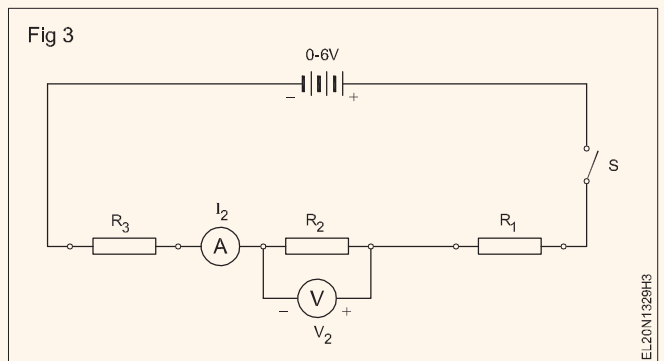 Fig 3
0-6V
– +
S
R3 I2 R2 R1
A
V
– +
V2
EL20N1329H3